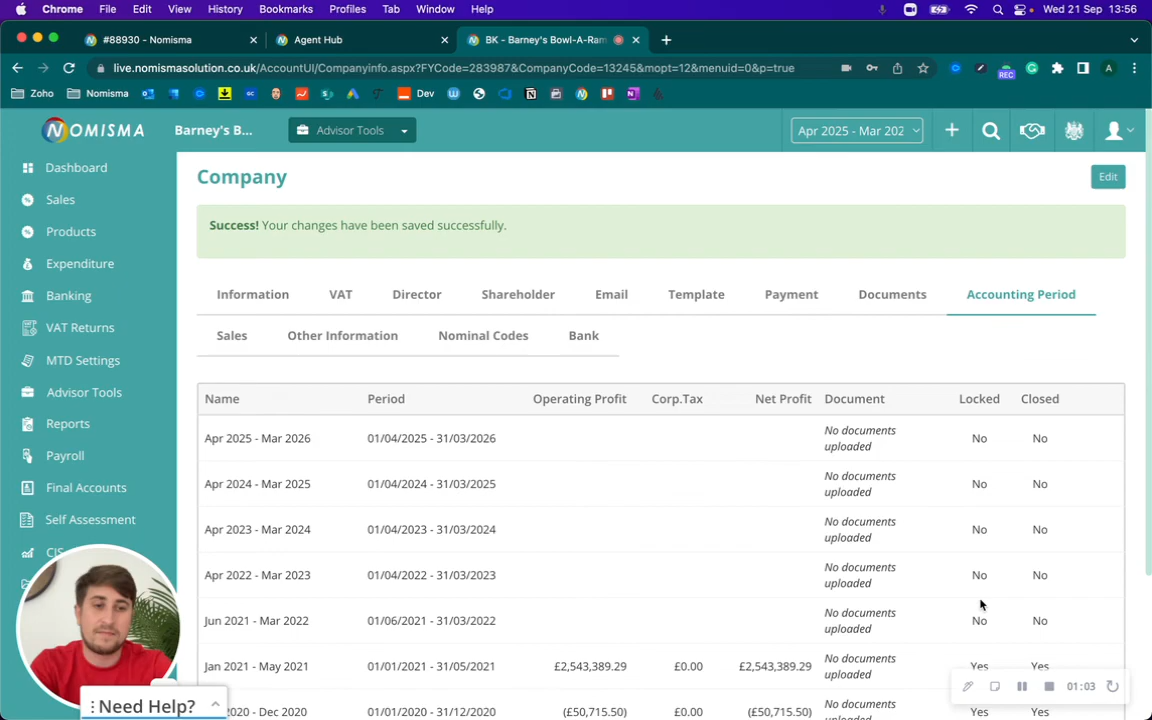 Chrome File Edit View History Bookmarks Profiles Tab Window Help Wed 21 Sep 13:56
#88930 - Nomisma Agent Hub BK - Barney's Bowl-A-Ram
live.nomismasolution.co.uk/AccountUI/Companyinfo.aspx?FYCode=283987&CompanyCode=13245&mopt=12&menuid=0&p=true REC A
Zoho Nomisma GC Dev
NOMISMA Barney's B... Advisor Tools Apr 2025 - Mar 202
Dashboard
Sales
Products
Expenditure
Banking
VAT Returns
MTD Settings
Advisor Tools
Reports
Payroll
Final Accounts
Self Assessment
CIS
Company Edit
Success! Your changes have been saved successfully.
Information VAT Director Shareholder Email Template Payment Documents Accounting Period
Sales Other Information Nominal Codes Bank
Name Period Operating Profit Corp.Tax Net Profit Document Locked Closed
Apr 2025 - Mar 2026 01/04/2025 - 31/03/2026 No documents uploaded No No
Apr 2024 - Mar 2025 01/04/2024 - 31/03/2025 No documents uploaded No No
Apr 2023 - Mar 2024 01/04/2023 - 31/03/2024 No documents uploaded No No
Apr 2022 - Mar 2023 01/04/2022 - 31/03/2023 No documents uploaded No No
Jun 2021 - Mar 2022 01/06/2021 - 31/03/2022 No documents uploaded No No
Jan 2021 - May 2021 01/01/2021 - 31/05/2021 £2,543,389.29 £0.00 £2,543,389.29 No documents uploaded Yes Yes
2020 - Dec 2020 01/01/2020 - 31/12/2020 (£50,715.50) £0.00 (£50,715.50) No documents Yes Yes
Need Help?
01:03